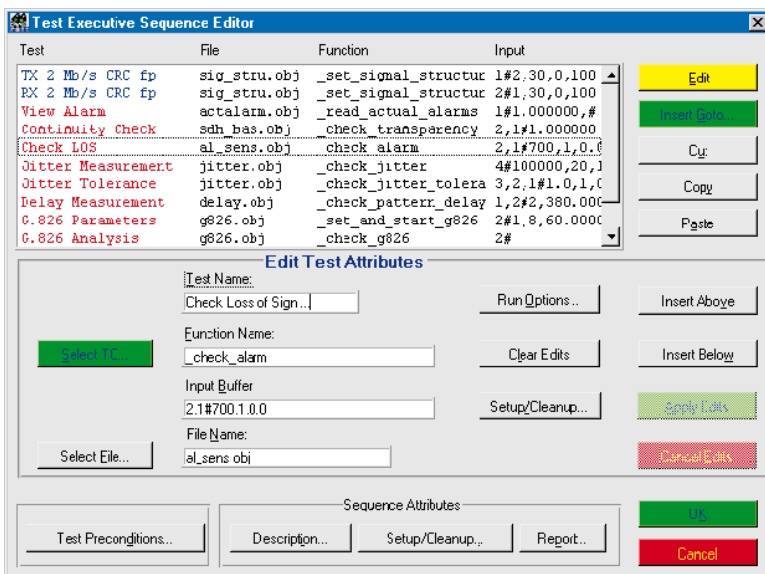 Test Executive Sequence Editor
Test File Function Input
TX 2 Mb/s CRC fp sig_stru.obj _set_signal_structur 1#2,30,0,100
RX 2 Mb/s CRC fp sig_stru.obj _set_signal_structur 2#1,30,0,100
View Alarm actalarm.obj _read_actual_alarms 1#1.000000,#
Continuity Check sdh_bas.obj _check_transparency 2,1#1.000000
Check LOS al_sens.obj _check_alarm 2,1#700,1,0.0
Jitter Measurement jitter.obj _check_jitter 4#100000,20,1
Jitter Tolerance jitter.obj _check_jitter_tolera 3,2,1#1.0,1,0
Delay Measurement delay.obj _check_pattern_delay 1,2#2,380.000
G.826 Parameters g826.obj _set_and_start_g826 2#1,8,60.0000
G.826 Analysis g826.obj _check_g826 2#
Edit
Insert Goto...
Cut
Copy
Paste
Edit Test Attributes
Test Name:
Check Loss of Sign...
Run Options...
Insert Above
Select TC...
Function Name:
_check_alarm
Clear Edits
Insert Below
Input Buffer
2.1#700.1.0.0
Setup/Cleanup...
Apply Edits
Select File...
File Name:
al_sens obj
Cancel Edits
Sequence Attributes
Test Preconditions...
Description...
Setup/Cleanup...
Report...
OK
Cancel